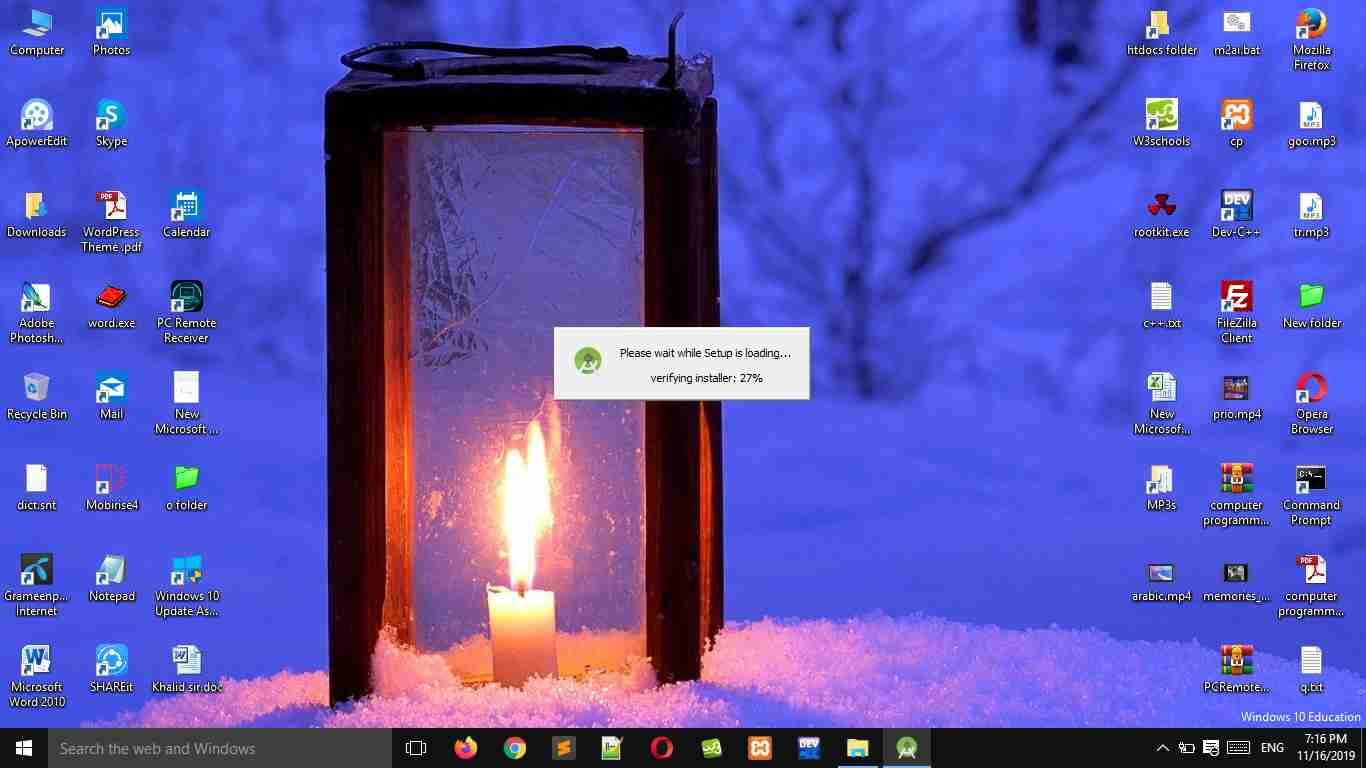 Computer
Photos
htdocs folder
m2ai.bat
Mozilla
Firefox
ApowerEdit
Skype
W3schools
cp
goo.mp3
Downloads
WordPress
Theme .pdf
Calendar
rootkit.exe
Dev-C++
tr.mp3
Adobe
Photosh...
word.exe
PC Remote
Receiver
c++.txt
FileZilla
Client
New folder
Please wait while Setup is loading...
verifying installer: 27%
Recycle Bin
Mail
New
Microsoft ...
New
Microsof...
prio.mp4
Opera
Browser
dict.snt
Mobirise4
o folder
MP3s
computer
programm...
Command
Prompt
Grameenp...
Internet
Notepad
Windows 10
Update As...
arabic.mp4
memories_...
computer
programm...
Microsoft
Word 2010
SHAREit
Khalid sir.doc
PCRemote...
q.txt
Windows 10 Education
Search the web and Windows
ENG
7:16 PM
11/16/2019